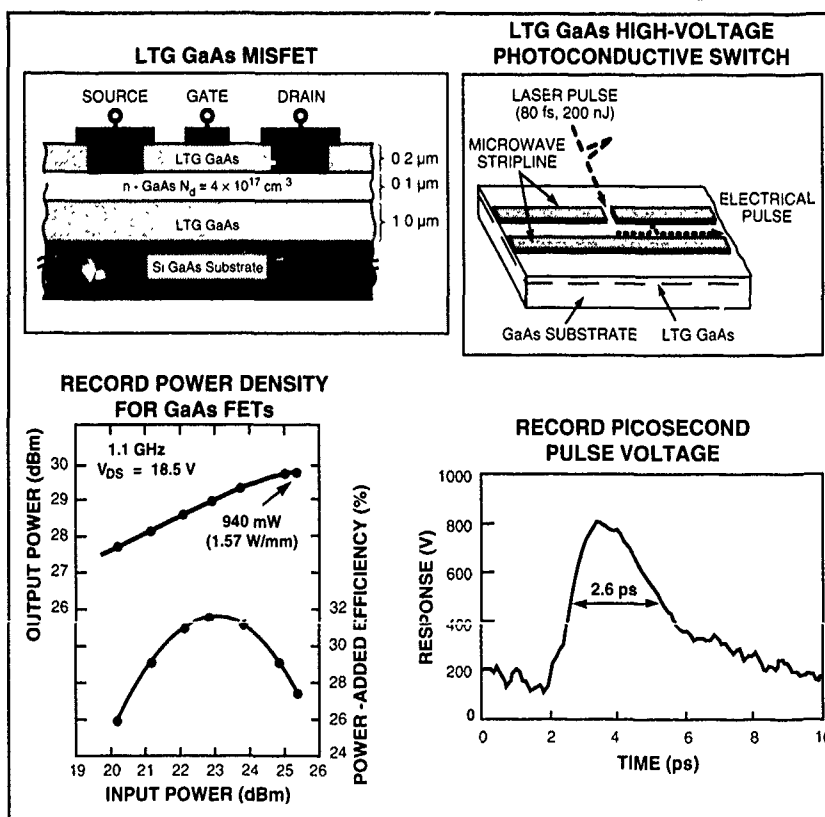 LTG GaAs MISFET
SOURCE GATE DRAIN
LTG GaAs
n - GaAs Nd = 4 × 10^17 cm^3
LTG GaAs
SI GaAs Substrate
0 2 μm
0 1 μm
1 0 μm
LTG GaAs HIGH-VOLTAGE
PHOTOCONDUCTIVE SWITCH
LASER PULSE
(80 fs, 200 nJ)
MICROWAVE
STRIPLINE
ELECTRICAL
PULSE
GaAs SUBSTRATE LTG GaAs
RECORD POWER DENSITY
FOR GaAs FETs
1.1 GHz
VDS = 18.5 V
940 mW
(1.57 W/mm)
OUTPUT POWER (dBm)
30
29
28
26
POWER-ADDED EFFICIENCY (%)
32
30
28
26
24
19 20 21 22 23 24 25 26
INPUT POWER (dBm)
RECORD PICOSECOND
PULSE VOLTAGE
RESPONSE (V)
1000
800
600
400
200
0
2.6 ps
0 2 4 6 8 10
TIME (ps)